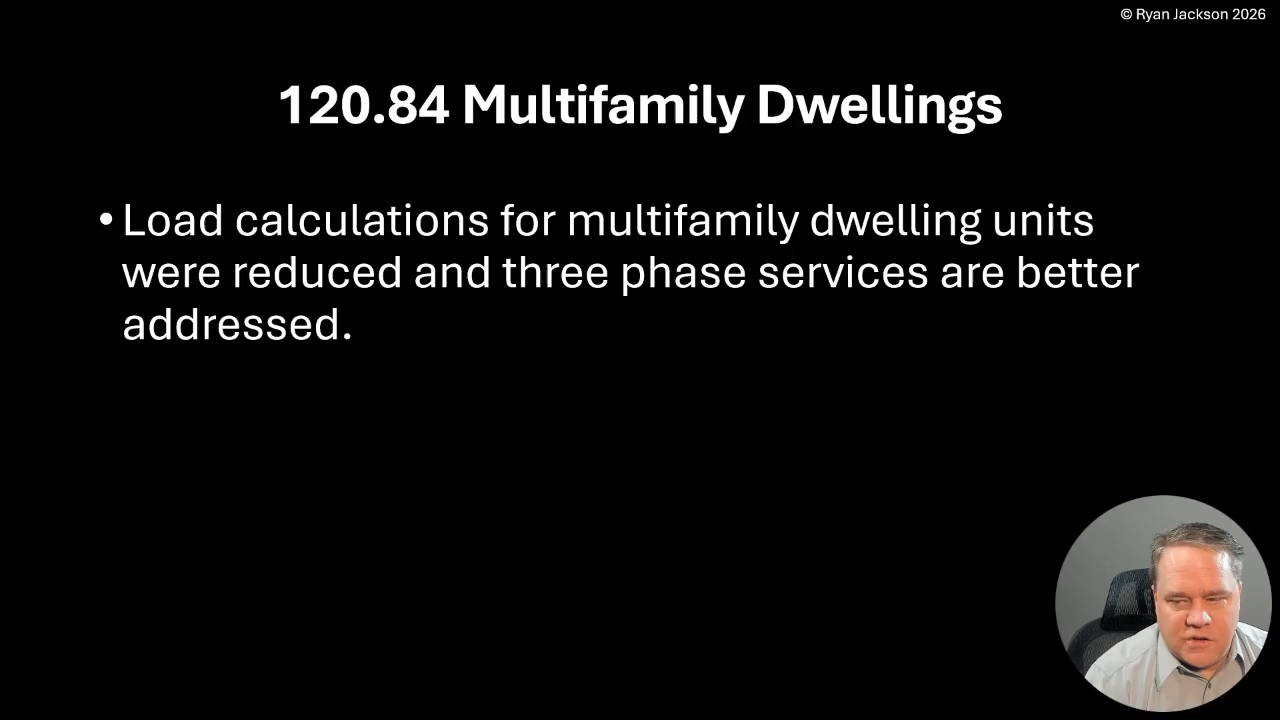 © Ryan Jackson 2026
120.84 Multifamily Dwellings
• Load calculations for multifamily dwelling units
were reduced and three phase services are better
addressed.